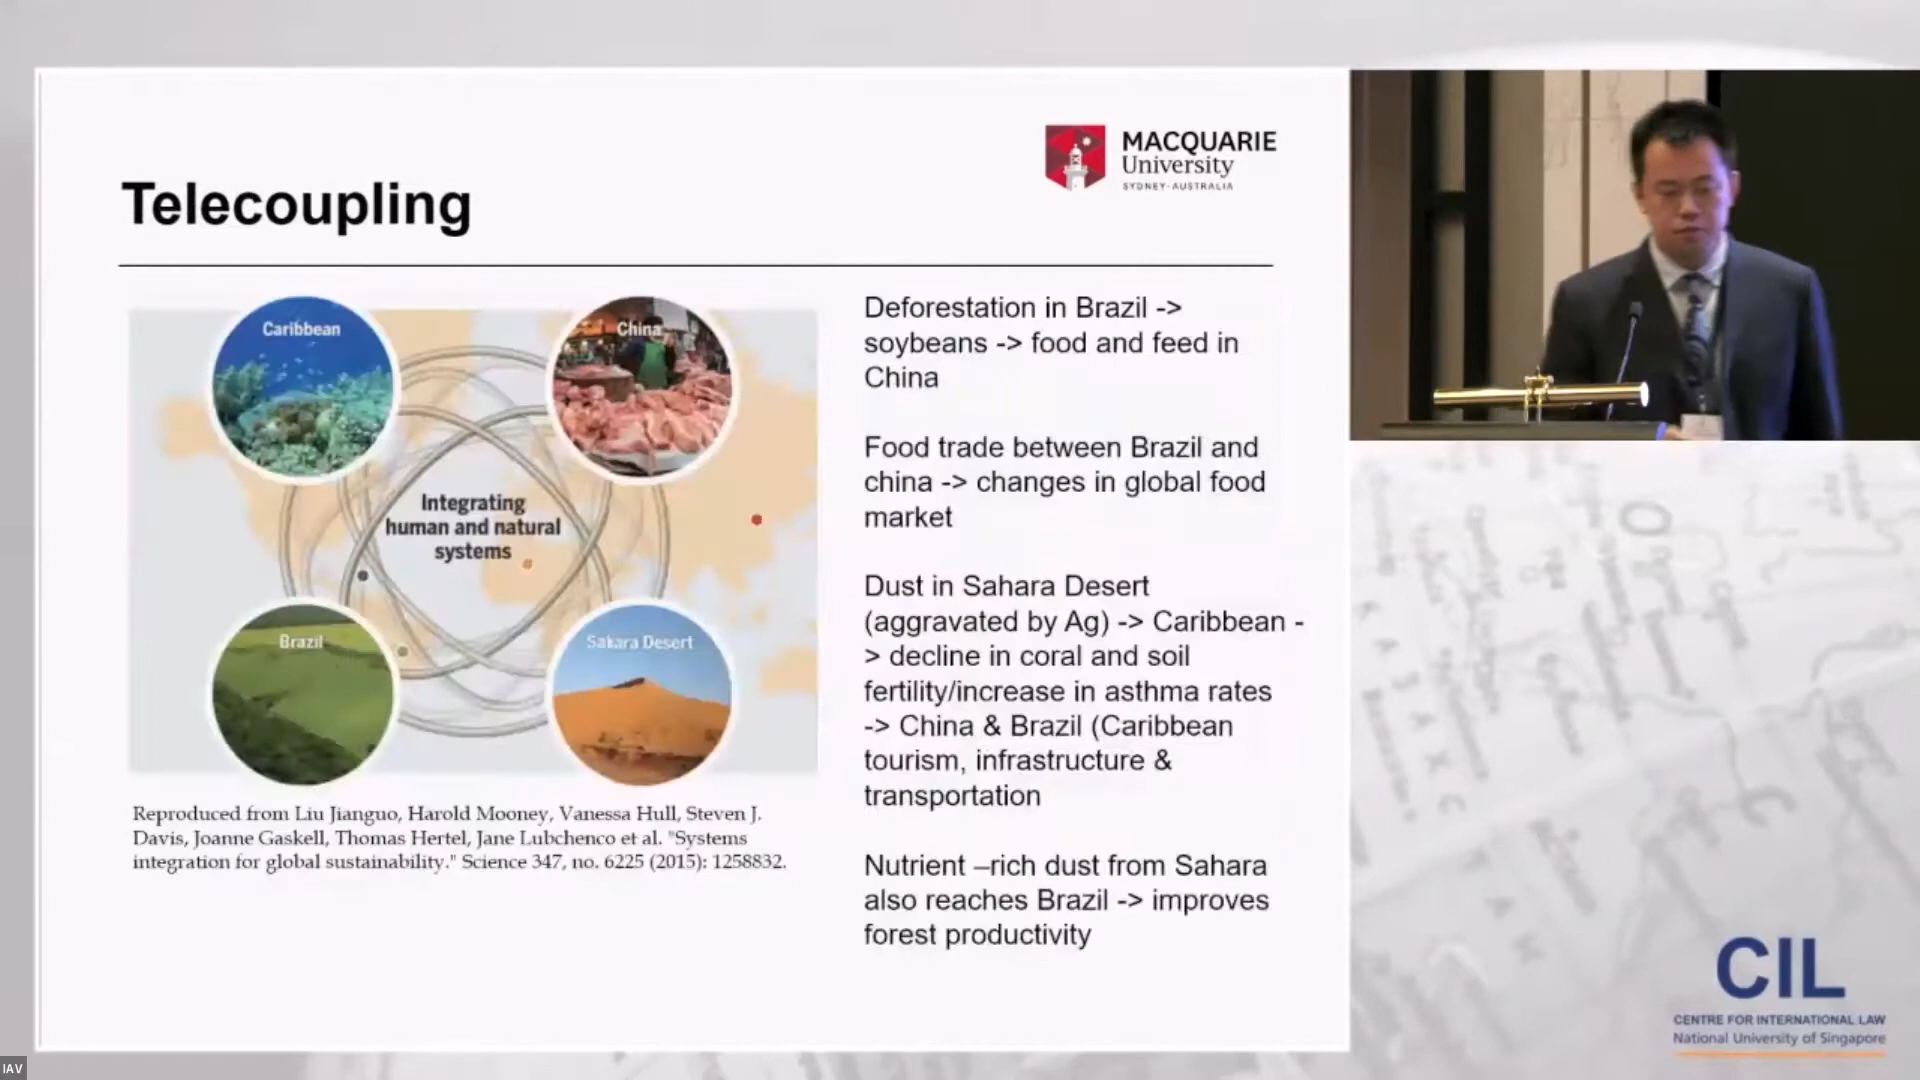 MACQUARIE
University
SYDNEY·AUSTRALIA
Telecoupling
Caribbean
China
Integrating
human and natural
systems
Brazil
Sahara Desert
Reproduced from Liu Jianguo, Harold Mooney, Vanessa Hull, Steven J.
Davis, Joanne Gaskell, Thomas Hertel, Jane Lubchenco et al. "Systems
integration for global sustainability." Science 347, no. 6225 (2015): 1258832.
Deforestation in Brazil ->
soybeans -> food and feed in
China
Food trade between Brazil and
china -> changes in global food
market
Dust in Sahara Desert
(aggravated by Ag) -> Caribbean -
> decline in coral and soil
fertility/increase in asthma rates
-> China & Brazil (Caribbean
tourism, infrastructure &
transportation
Nutrient –rich dust from Sahara
also reaches Brazil -> improves
forest productivity
CIL
CENTRE FOR INTERNATIONAL LAW
National University of Singapore
IAV